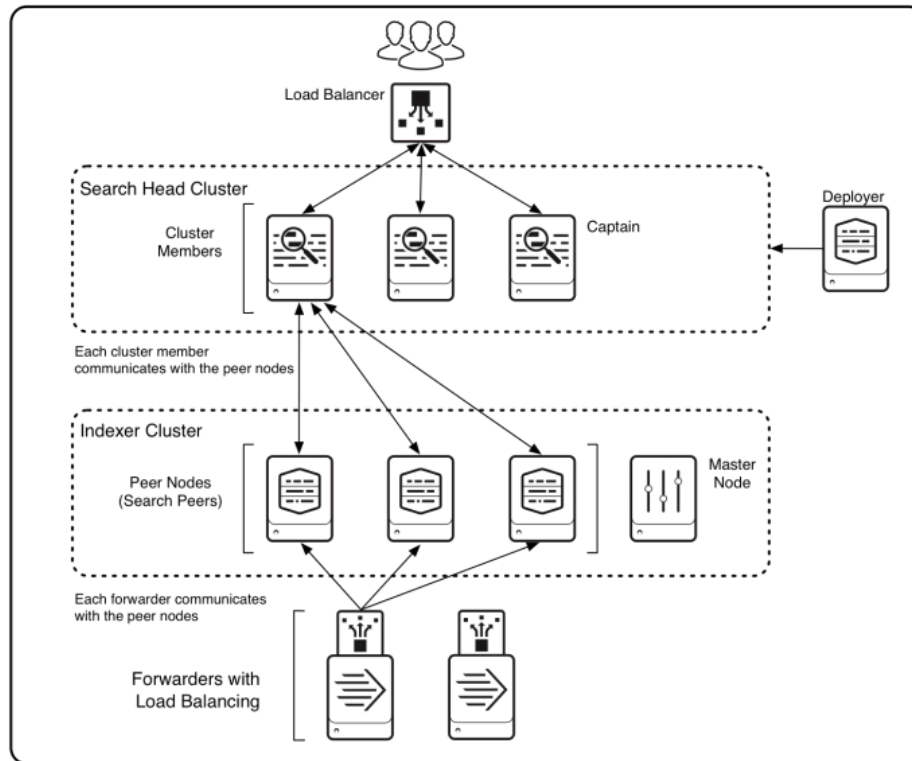 Load Balancer
Search Head Cluster
Deployer
Cluster
Members
Captain
Each cluster member
communicates with the peer nodes
Indexer Cluster
Peer Nodes
(Search Peers)
Master
Node
Each forwarder communicates
with the peer nodes
Forwarders with
Load Balancing